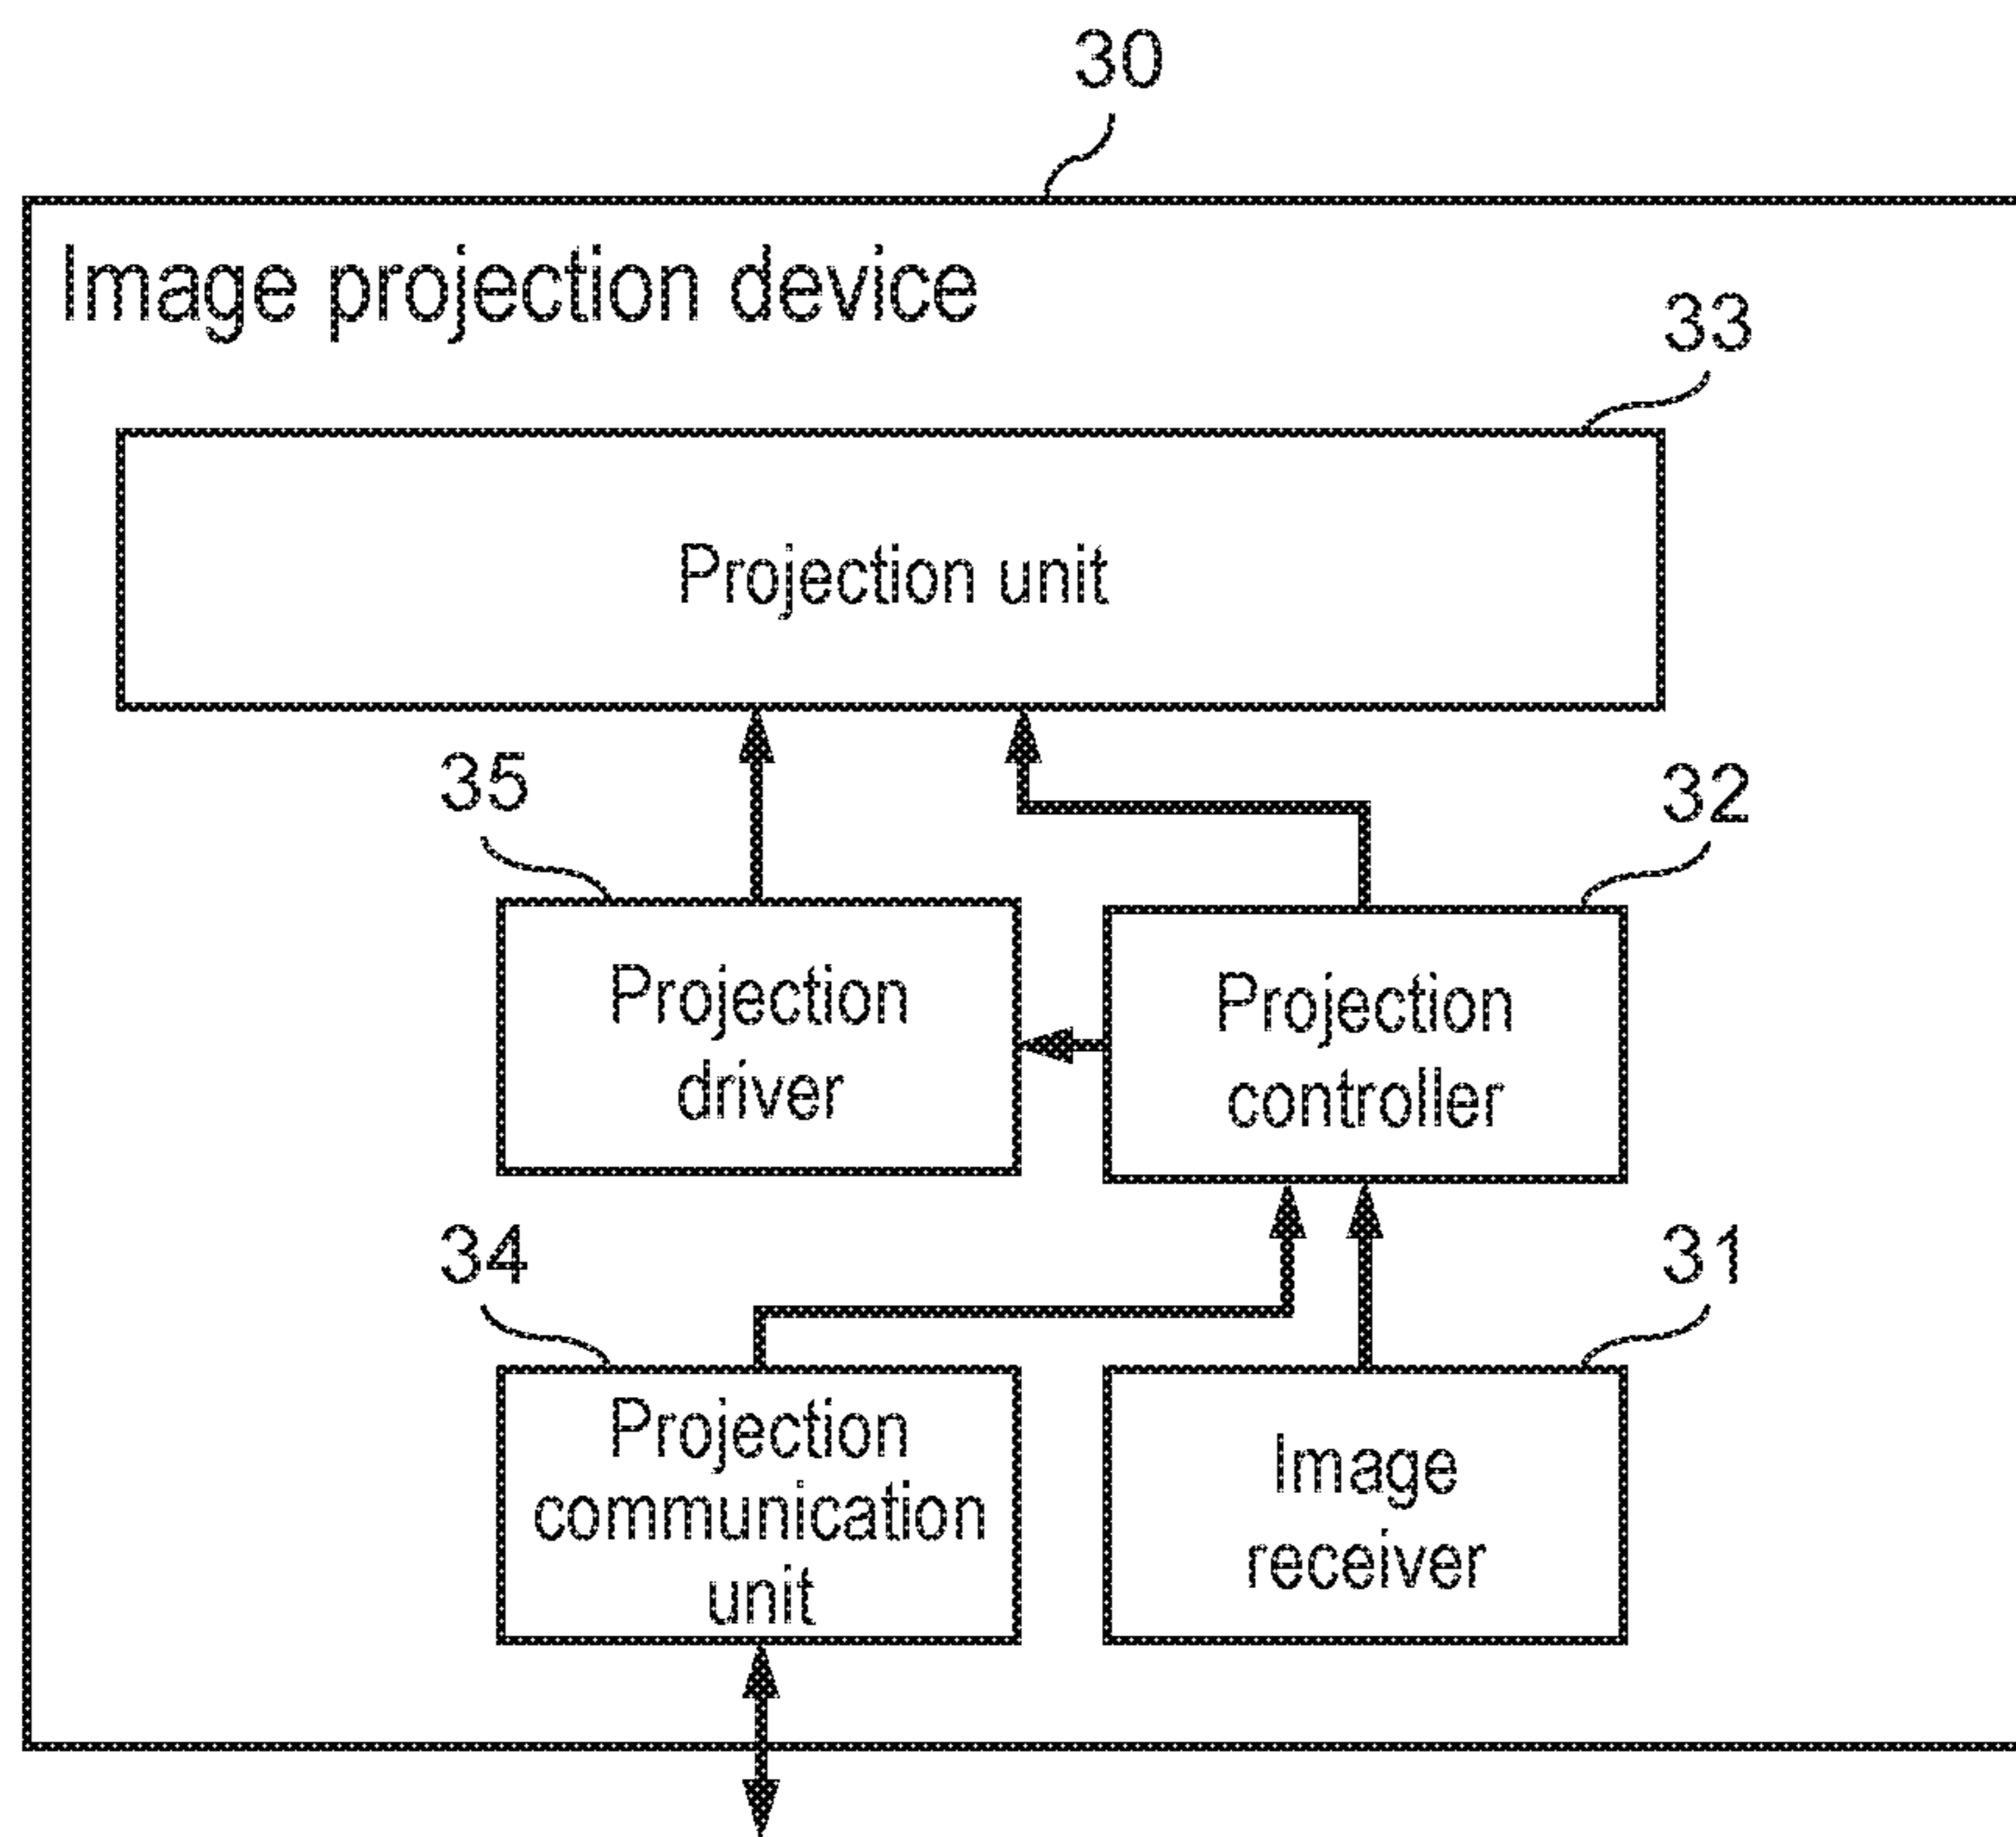 30
Image projection device
33
Projection unit
35
32
Projection
driver
Projection
controller
34
31
Projection
communication
unit
Image
receiver